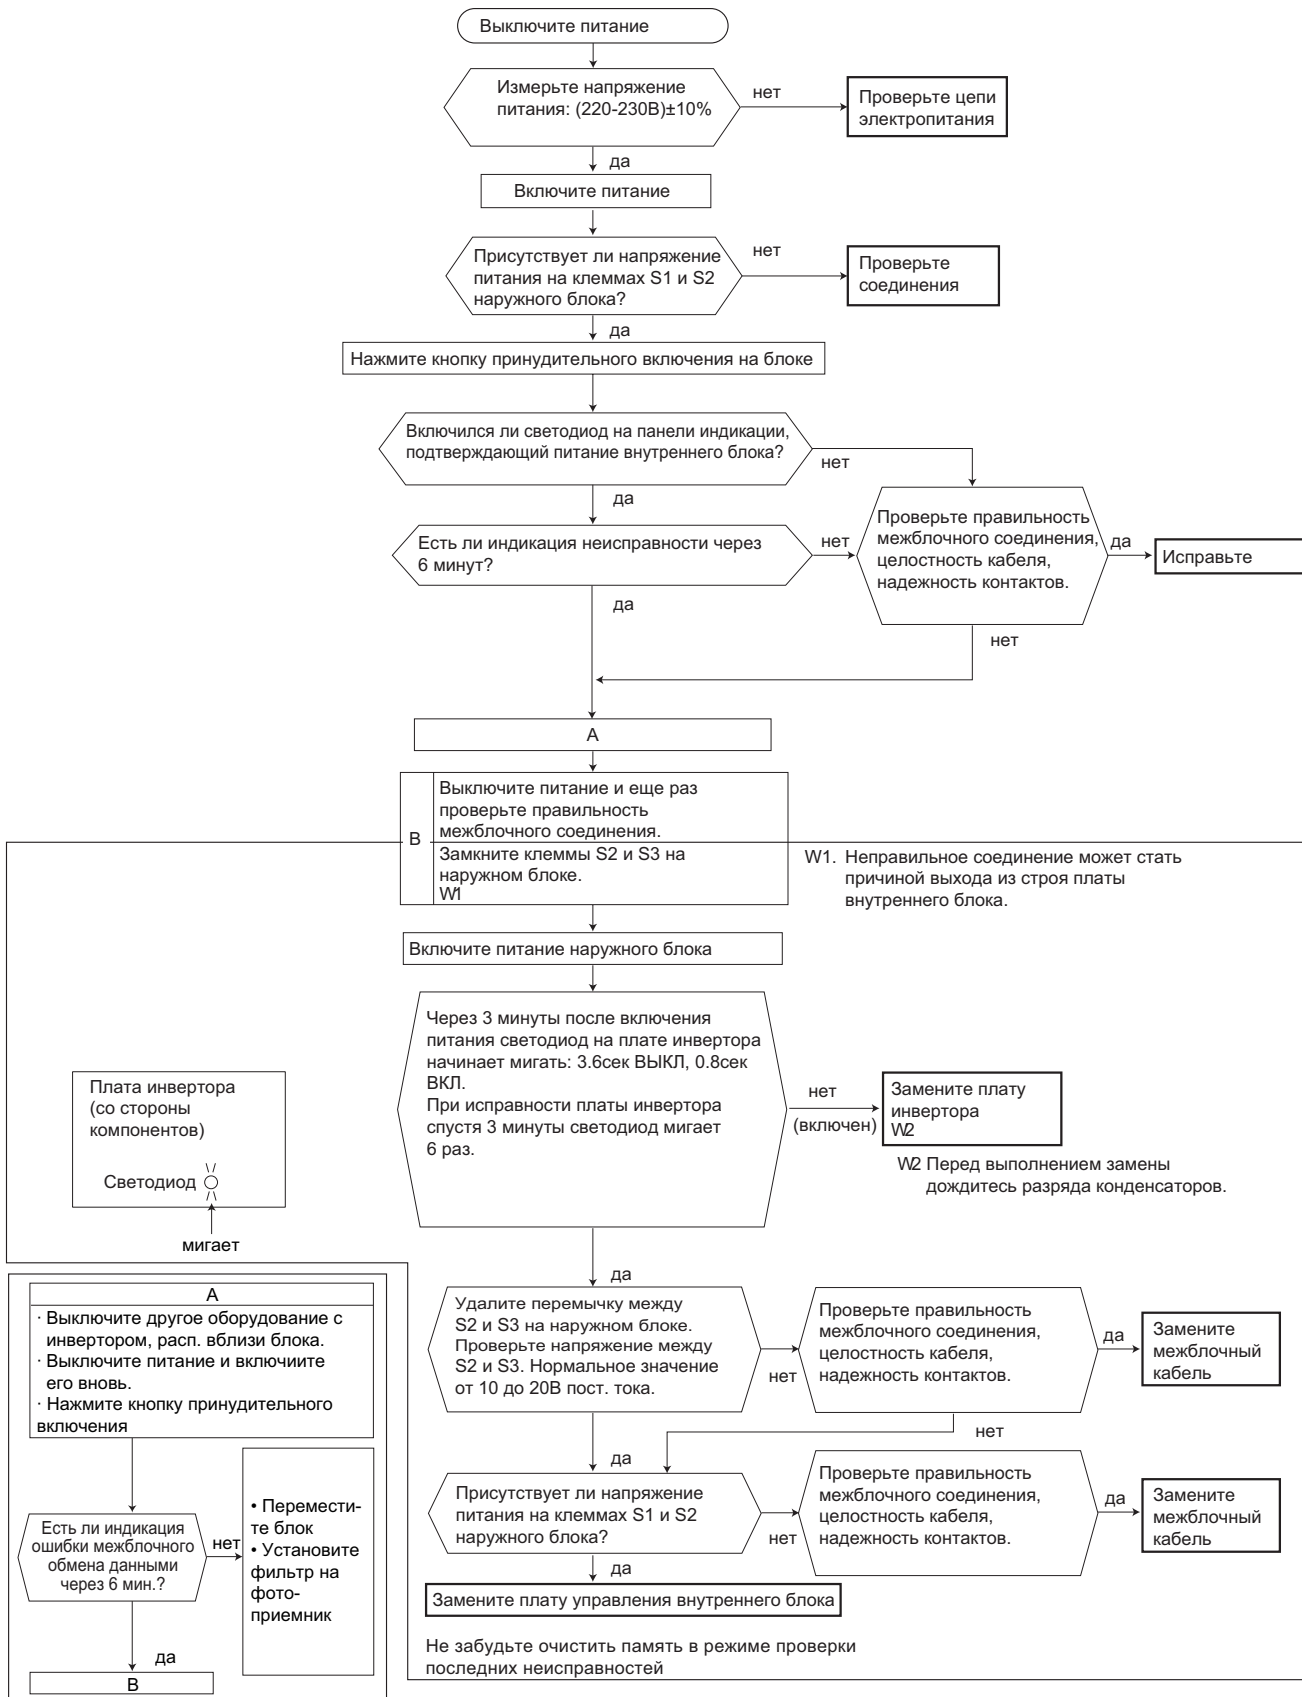 Выключите питание
Измерьте напряжение
питания: (220-230В)±10%
нет
Проверьте цепи
электропитания
да
Включите питание
Присутствует ли напряжение
питания на клеммах S1 и S2
наружного блока?
нет
Проверьте
соединения
да
Нажмите кнопку принудительного включения на блоке
Включился ли светодиод на панели индикации,
подтверждающий питание внутреннего блока?
нет
да
Есть ли индикация неисправности через
6 минут?
нет
Проверьте правильность
межблочного соединения,
целостность кабеля,
надежность контактов.
да
Исправьте
да
нет
A
B
Выключите питание и еще раз
проверьте правильность
межблочного соединения.
Замкните клеммы S2 и S3 на
наружном блоке.
W1
W1. Неправильное соединение может стать
причиной выхода из строя платы
внутреннего блока.
Включите питание наружного блока
Через 3 минуты после включения
питания светодиод на плате инвертора
начинает мигать: 3.6сек ВЫКЛ, 0.8сек
ВКЛ.
При исправности платы инвертора
спустя 3 минуты светодиод мигает
6 раз.
нет
(включен)
Замените плату
инвертора
W2
W2 Перед выполнением замены
дождитесь разряда конденсаторов.
Плата инвертора
(со стороны
компонентов)
Светодиод
мигает
да
Удалите перемычку между
S2 и S3 на наружном блоке.
Проверьте напряжение между
S2 и S3. Нормальное значение
от 10 до 20В пост. тока.
нет
Проверьте правильность
межблочного соединения,
целостность кабеля,
надежность контактов.
да
Замените
межблочный
кабель
нет
да
Присутствует ли напряжение
питания на клеммах S1 и S2
наружного блока?
нет
Проверьте правильность
межблочного соединения,
целостность кабеля,
надежность контактов.
да
Замените
межблочный
кабель
да
Замените плату управления внутреннего блока
Не забудьте очистить память в режиме проверки
последних неисправностей
A
· Выключите другое оборудование с
инвертором, расп. вблизи блока.
· Выключите питание и включиите
его вновь.
· Нажмите кнопку принудительного
включения
Есть ли индикация
ошибки межблочного
обмена данными
через 6 мин.?
нет
• Перемести-
те блок
• Установите
фильтр на
фото-
приемник
да
B